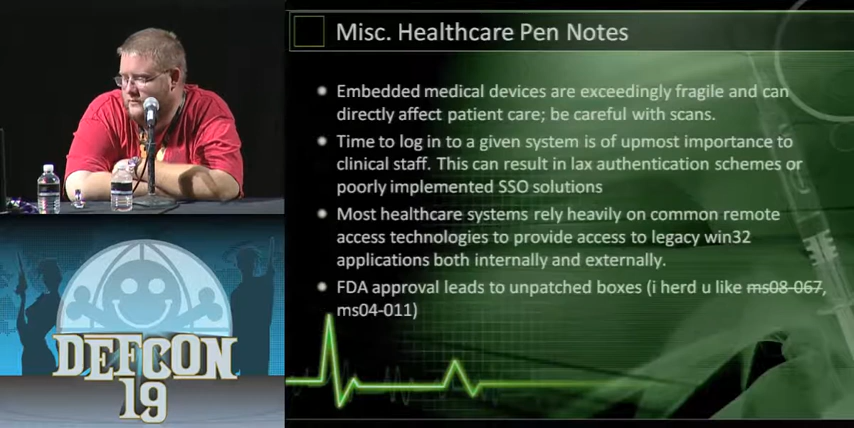 Misc. Healthcare Pen Notes
Embedded medical devices are exceedingly fragile and can
directly affect patient care; be careful with scans.
Time to log in to a given system is of upmost importance to
clinical staff. This can result in lax authentication schemes or
poorly implemented SSO solutions
Most healthcare systems rely heavily on common remote
access technologies to provide access to legacy win32
applications both internally and externally.
FDA approval leads to unpatched boxes (i herd u like ms08-067,
ms04-011)
DEFCON
19